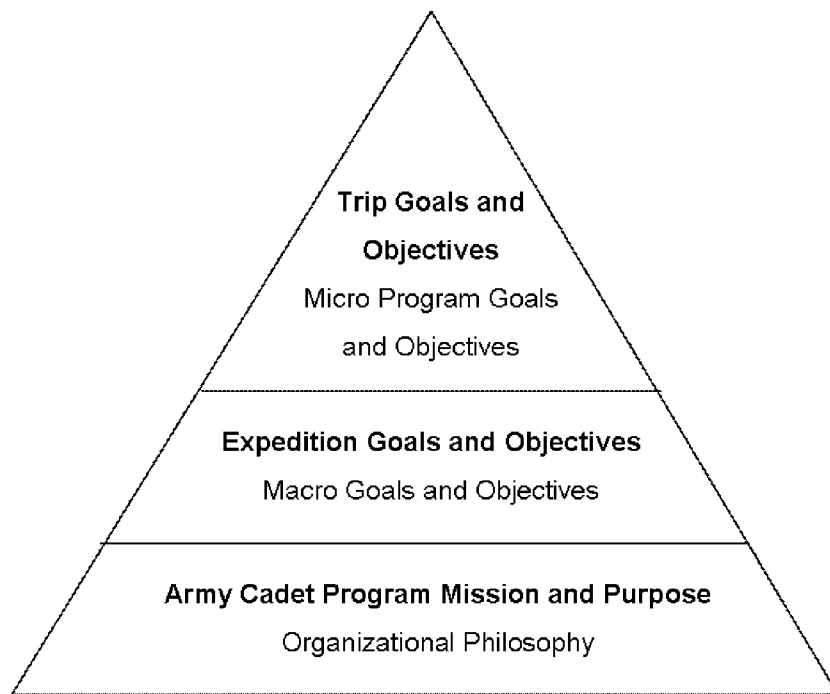 Trip Goals and
Objectives
Micro Program Goals
and Objectives
Expedition Goals and Objectives
Macro Goals and Objectives
Army Cadet Program Mission and Purpose
Organizational Philosophy